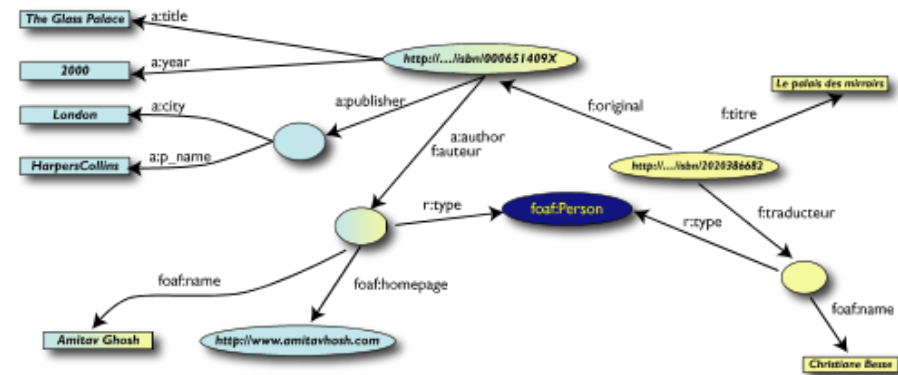 The Glass Palace
a:title
http://....//isbn/000651409X
2000
a:year
Le palais des mirroirs
a:publisher
f:original
f:titre
London
a:city
a:author
f:auteur
HarpersCollins
a:p_name
http://....//isbn/2020386682
r:type
foaf:Person
r:type
f:traducteur
foaf:name
foaf:homepage
foaf:name
Amitav Ghosh
http://www.amitavhosh.com
Christiane Besse